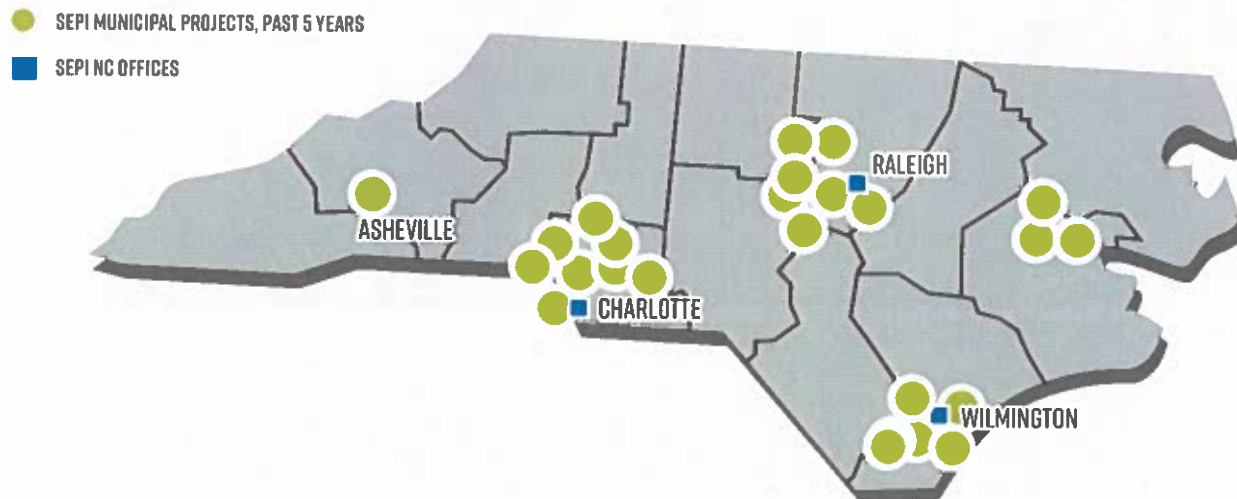 SEPI MUNICIPAL PROJECTS, PAST 5 YEARS
SEPI NC OFFICES
RALEIGH
ASHEVILLE
CHARLOTTE
WILMINGTON